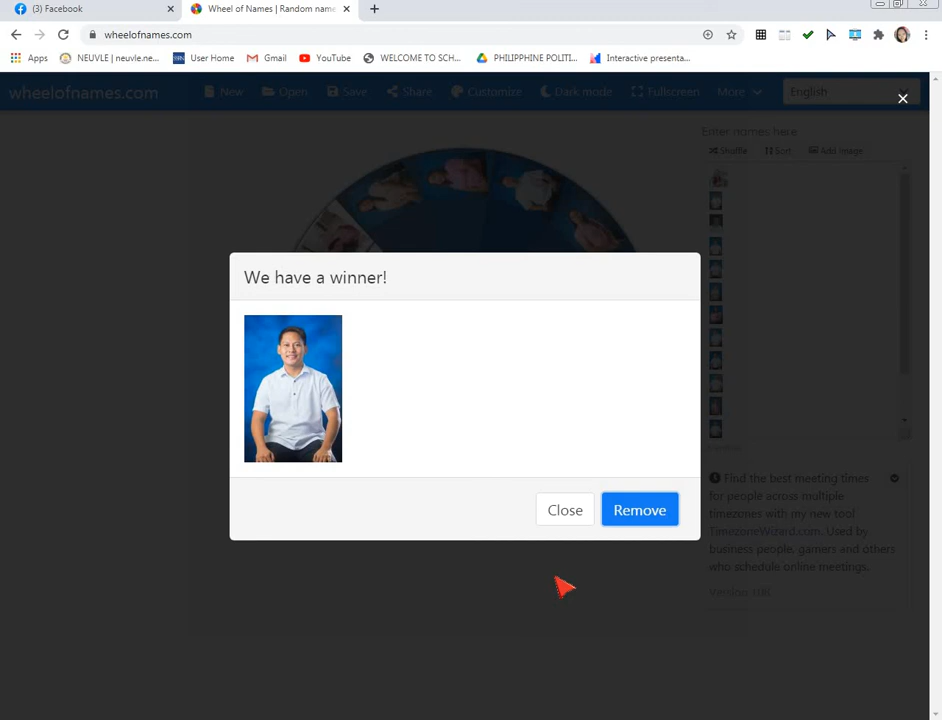 (3) Facebook
Wheel of Names | Random name
wheelofnames.com
Apps
NEUVLE | neuvle.ne...
User Home
Gmail
YouTube
WELCOME TO SCH...
PHILIPPINE POLITI...
Interactive presenta...
wheelofnames.com
New
Open
Save
Share
Customize
Dark mode
Fullscreen
More
English
Enter names here
Shuffle
Sort
Add image
We have a winner!
Close
Remove
Find the best meeting times
for people across multiple
timezones with my new tool
TimezoneWizard.com. Used by
business people, gamers and others
who schedule online meetings.